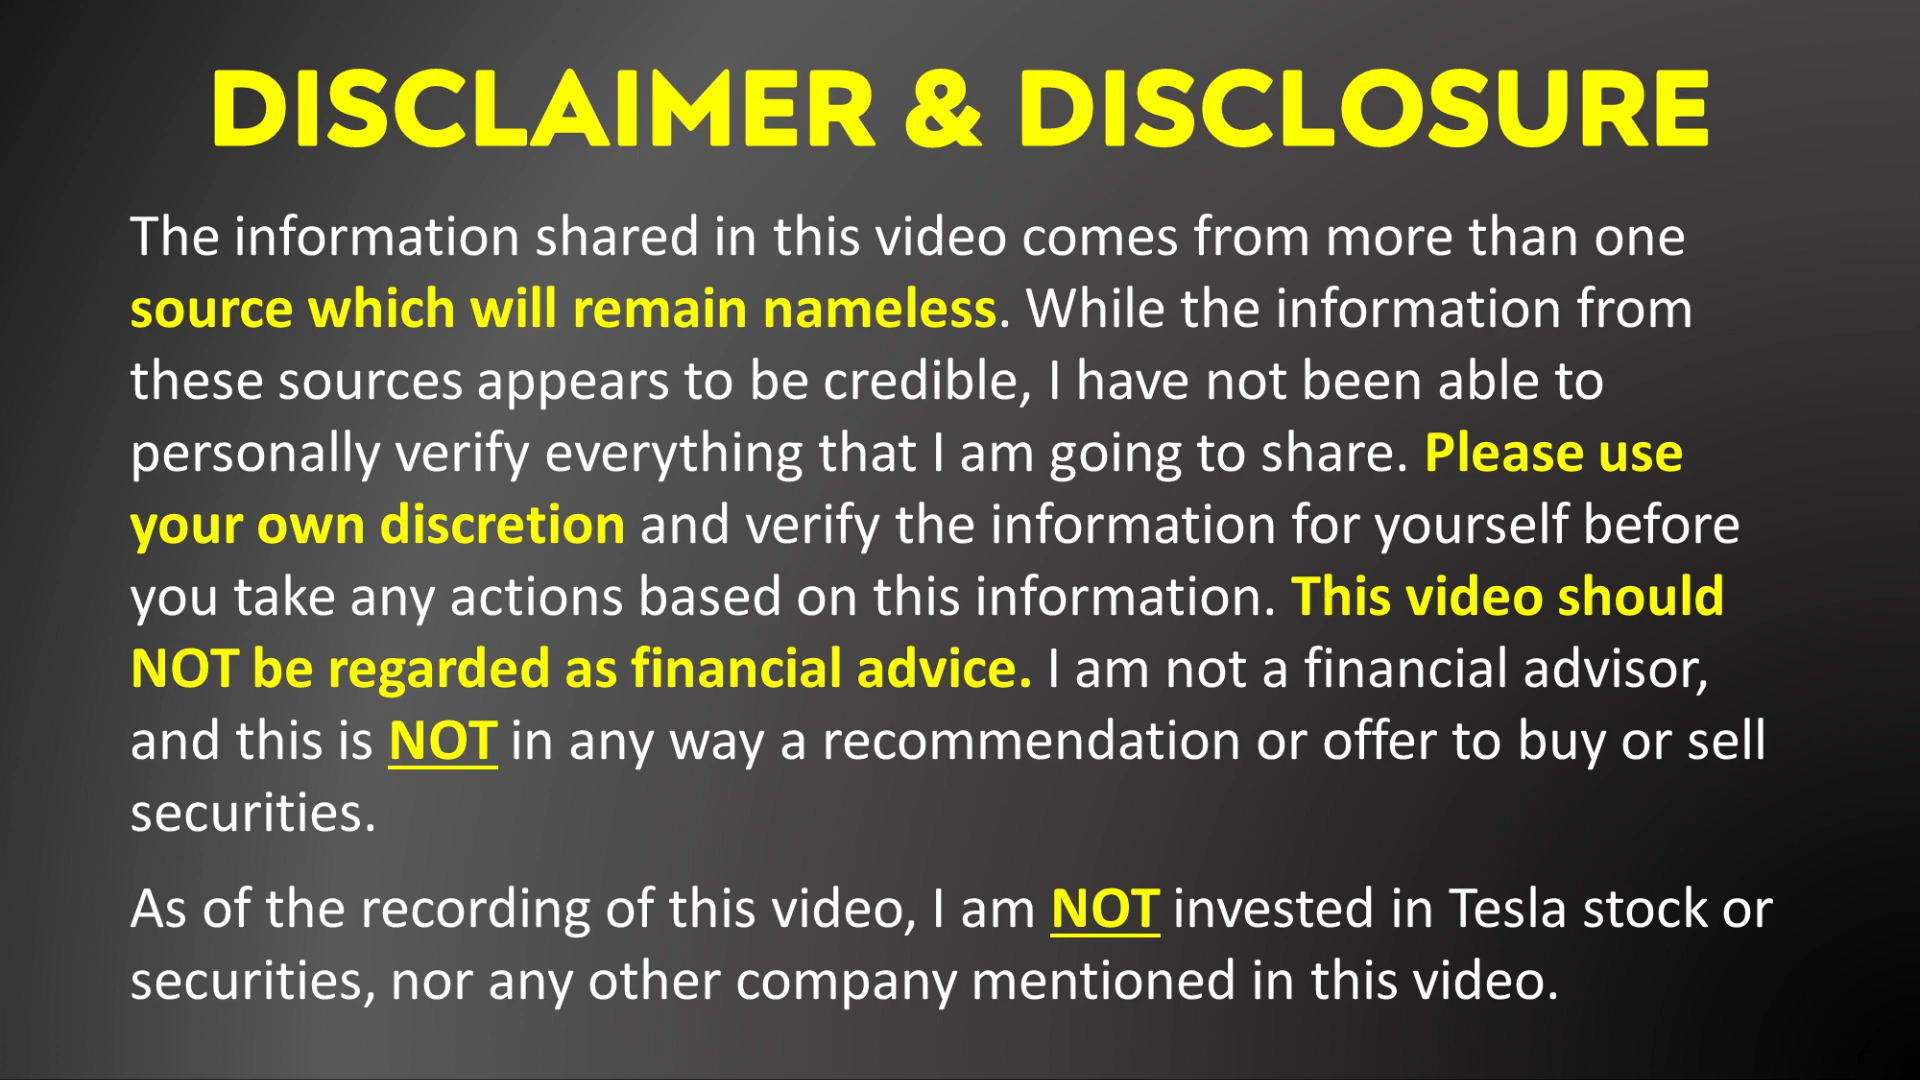 DISCLAIMER & DISCLOSURE
The information shared in this video comes from more than one
source which will remain nameless. While the information from
these sources appears to be credible, I have not been able to
personally verify everything that I am going to share. Please use
your own discretion and verify the information for yourself before
you take any actions based on this information. This video should
NOT be regarded as financial advice. I am not a financial advisor,
and this is NOT in any way a recommendation or offer to buy or sell
securities.
As of the recording of this video, I am NOT invested in Tesla stock or
securities, nor any other company mentioned in this video.